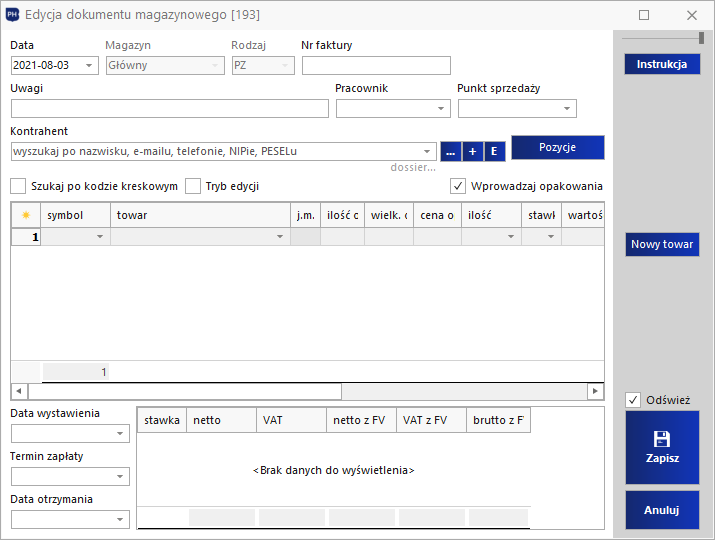 PH
Edycja dokumentu magazynowego [193]
Data Magazyn Rodzaj Nr faktury
2021-08-03 Główny PZ
Instrukcja
Uwagi Pracownik Punkt sprzedaży
Kontrahent
wyszukaj po nazwisku, e-mailu, telefonie, NIPie, PESELu ... + E Pozycje
dossier...
Szukaj po kodzie kreskowym Tryb edycji Wprowadzaj opakowania
symbol towar j.m. ilość o wielk. o cena o ilość stawk wartoś
1
Nowy towar
1
Odśwież
Data wystawienia
Termin zapłaty
Data otrzymania
stawka netto VAT netto z FV VAT z FV brutto z F
<Brak danych do wyświetlenia>
Zapisz
Anuluj